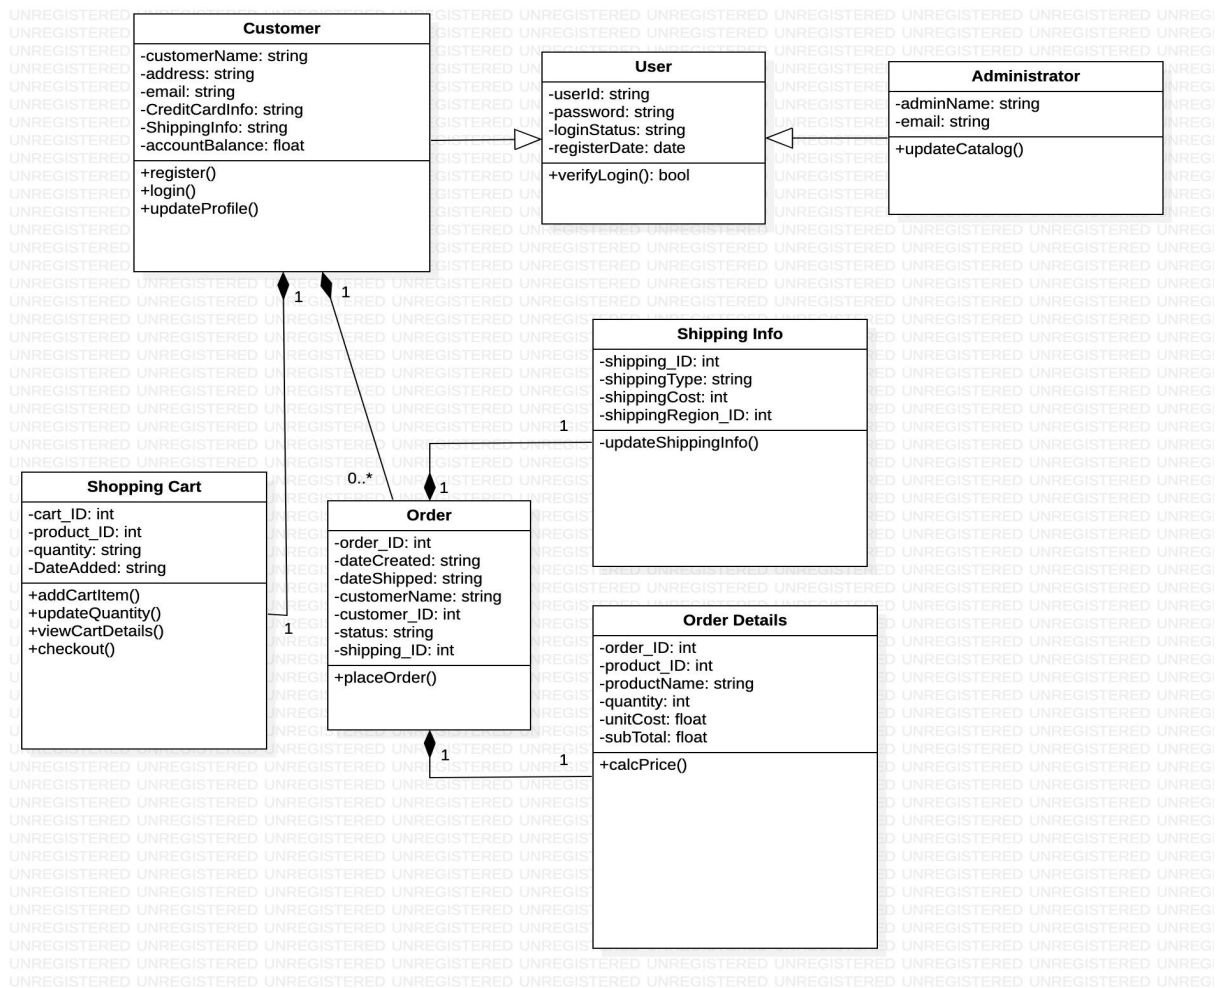 Customer
-customerName: string
-address: string
-email: string
-CreditCardInfo: string
-ShippingInfo: string
-accountBalance: float
+register()
+login()
+updateProfile()
User
-userId: string
-password: string
-loginStatus: string
-registerDate: date
+verifyLogin(): bool
Administrator
-adminName: string
-email: string
+updateCatalog()
1
1
Shipping Info
-shipping_ID: int
-shippingType: string
-shippingCost: int
-shippingRegion_ID: int
-updateShippingInfo()
1
0..*
1
Shopping Cart
-cart_ID: int
-product_ID: int
-quantity: string
-DateAdded: string
+addCartItem()
+updateQuantity()
+viewCartDetails()
+checkout()
1
Order
-order_ID: int
-dateCreated: string
-dateShipped: string
-customerName: string
-customer_ID: int
-status: string
-shipping_ID: int
+placeOrder()
1
1
Order Details
-order_ID: int
-product_ID: int
-productName: string
-quantity: int
-unitCost: float
-subTotal: float
+calcPrice()
UNREGISTERED